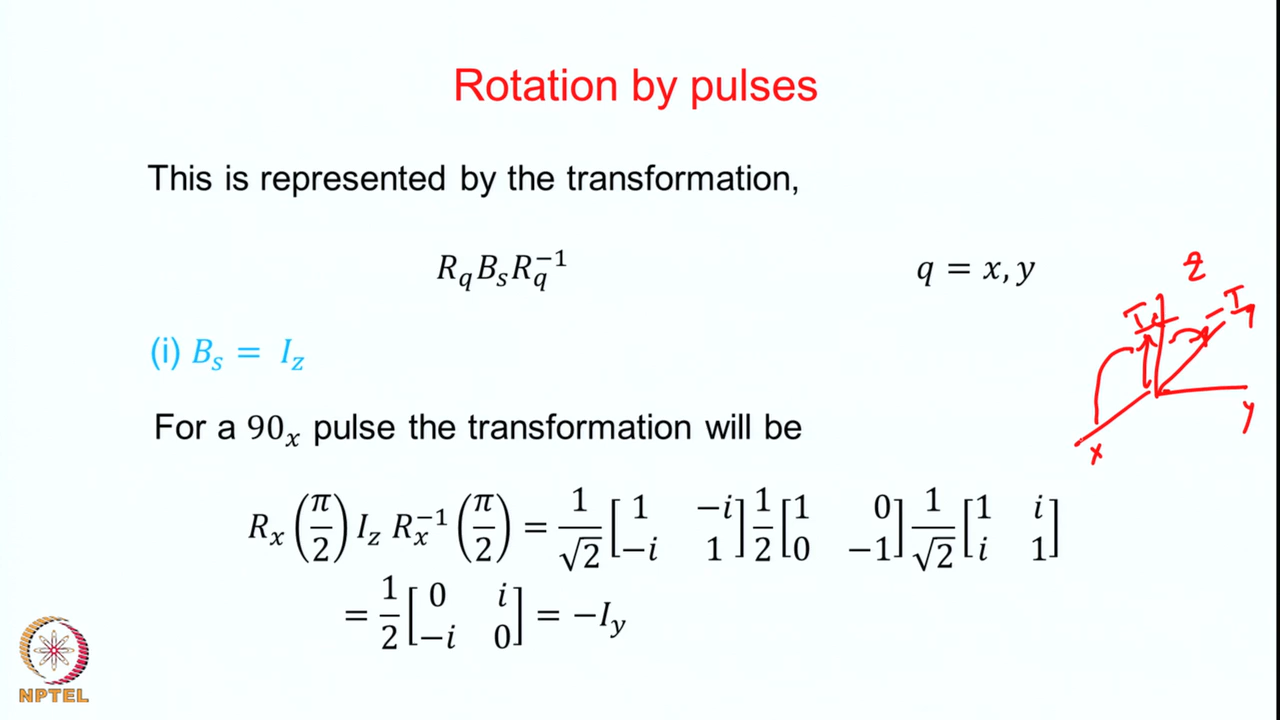 Rotation by pulses
This is represented by the transformation,
R_q B_s R_q^{-1} q = x, y
(i) B_s = I_z
For a 90_x pulse the transformation will be
R_x (π/2) I_z R_x^{-1} (π/2) = 1/√2 [1 −i; −i 1] 1/2 [1 0; 0 −1] 1/√2 [1 i; i 1]
= 1/2 [0 i; −i 0] = −I_y
z
−I_y
y
x
NPTEL